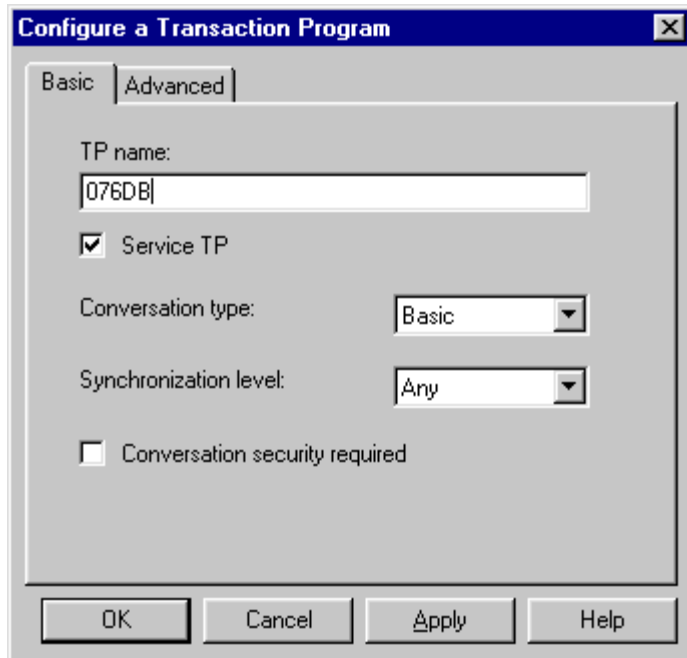 Configure a Transaction Program
Basic Advanced
TP name:
076DB
Service TP
Conversation type: Basic
Synchronization level: Any
Conversation security required
OK Cancel Apply Help